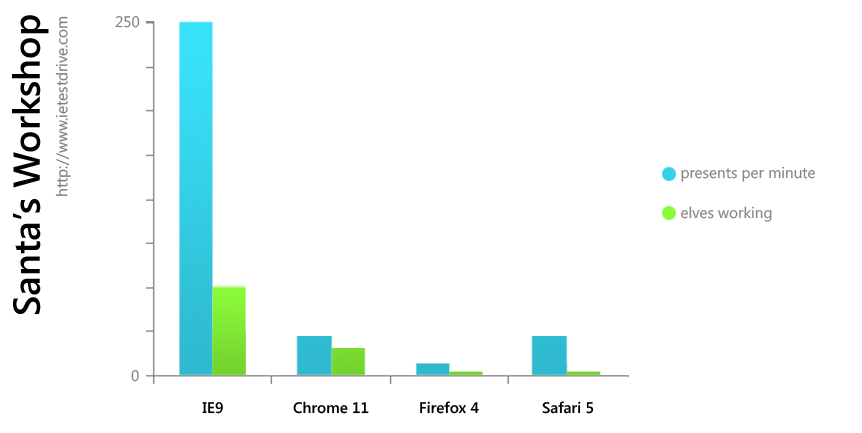 Santa's Workshop
http://www.ietestdrive.com
250
0
presents per minute
elves working
IE9
Chrome 11
Firefox 4
Safari 5